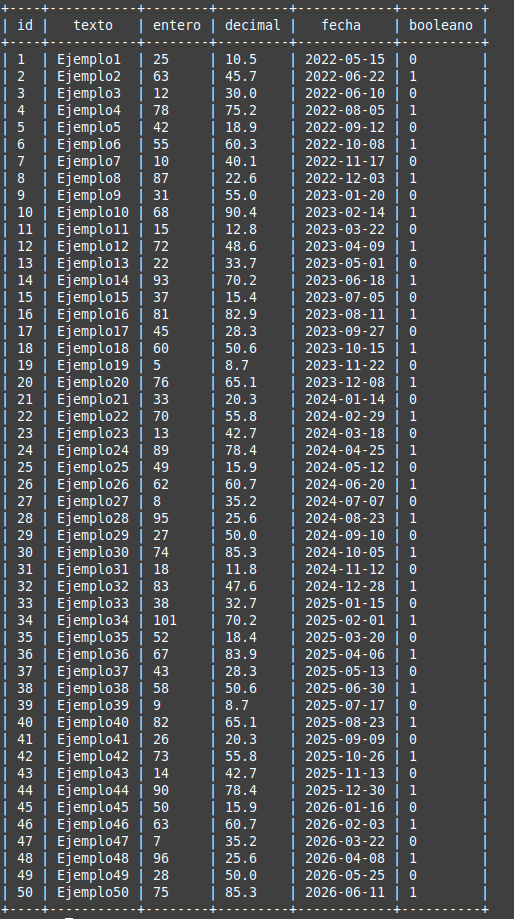 +----+-----------+--------+---------+------------+----------+
| id | texto | entero | decimal | fecha | booleano |
+----+-----------+--------+---------+------------+----------+
| 1 | Ejemplo1 | 25 | 10.5 | 2022-05-15 | 0 |
| 2 | Ejemplo2 | 63 | 45.7 | 2022-06-22 | 1 |
| 3 | Ejemplo3 | 12 | 30.0 | 2022-06-10 | 0 |
| 4 | Ejemplo4 | 78 | 75.2 | 2022-08-05 | 1 |
| 5 | Ejemplo5 | 42 | 18.9 | 2022-09-12 | 0 |
| 6 | Ejemplo6 | 55 | 60.3 | 2022-10-08 | 1 |
| 7 | Ejemplo7 | 10 | 40.1 | 2022-11-17 | 0 |
| 8 | Ejemplo8 | 87 | 22.6 | 2022-12-03 | 1 |
| 9 | Ejemplo9 | 31 | 55.0 | 2023-01-20 | 0 |
| 10 | Ejemplo10 | 68 | 90.4 | 2023-02-14 | 1 |
| 11 | Ejemplo11 | 15 | 12.8 | 2023-03-22 | 0 |
| 12 | Ejemplo12 | 72 | 48.6 | 2023-04-09 | 1 |
| 13 | Ejemplo13 | 22 | 33.7 | 2023-05-01 | 0 |
| 14 | Ejemplo14 | 93 | 70.2 | 2023-06-18 | 1 |
| 15 | Ejemplo15 | 37 | 15.4 | 2023-07-05 | 0 |
| 16 | Ejemplo16 | 81 | 82.9 | 2023-08-11 | 1 |
| 17 | Ejemplo17 | 45 | 28.3 | 2023-09-27 | 0 |
| 18 | Ejemplo18 | 60 | 50.6 | 2023-10-15 | 1 |
| 19 | Ejemplo19 | 5 | 8.7 | 2023-11-22 | 0 |
| 20 | Ejemplo20 | 76 | 65.1 | 2023-12-08 | 1 |
| 21 | Ejemplo21 | 33 | 20.3 | 2024-01-14 | 0 |
| 22 | Ejemplo22 | 70 | 55.8 | 2024-02-29 | 1 |
| 23 | Ejemplo23 | 13 | 42.7 | 2024-03-18 | 0 |
| 24 | Ejemplo24 | 89 | 78.4 | 2024-04-25 | 1 |
| 25 | Ejemplo25 | 49 | 15.9 | 2024-05-12 | 0 |
| 26 | Ejemplo26 | 62 | 60.7 | 2024-06-20 | 1 |
| 27 | Ejemplo27 | 8 | 35.2 | 2024-07-07 | 0 |
| 28 | Ejemplo28 | 95 | 25.6 | 2024-08-23 | 1 |
| 29 | Ejemplo29 | 27 | 50.0 | 2024-09-10 | 0 |
| 30 | Ejemplo30 | 74 | 85.3 | 2024-10-05 | 1 |
| 31 | Ejemplo31 | 18 | 11.8 | 2024-11-12 | 0 |
| 32 | Ejemplo32 | 83 | 47.6 | 2024-12-28 | 1 |
| 33 | Ejemplo33 | 38 | 32.7 | 2025-01-15 | 0 |
| 34 | Ejemplo34 | 101 | 70.2 | 2025-02-01 | 1 |
| 35 | Ejemplo35 | 52 | 18.4 | 2025-03-20 | 0 |
| 36 | Ejemplo36 | 67 | 83.9 | 2025-04-06 | 1 |
| 37 | Ejemplo37 | 43 | 28.3 | 2025-05-13 | 0 |
| 38 | Ejemplo38 | 58 | 50.6 | 2025-06-30 | 1 |
| 39 | Ejemplo39 | 9 | 8.7 | 2025-07-17 | 0 |
| 40 | Ejemplo40 | 82 | 65.1 | 2025-08-23 | 1 |
| 41 | Ejemplo41 | 26 | 20.3 | 2025-09-09 | 0 |
| 42 | Ejemplo42 | 73 | 55.8 | 2025-10-26 | 1 |
| 43 | Ejemplo43 | 14 | 42.7 | 2025-11-13 | 0 |
| 44 | Ejemplo44 | 90 | 78.4 | 2025-12-30 | 1 |
| 45 | Ejemplo45 | 50 | 15.9 | 2026-01-16 | 0 |
| 46 | Ejemplo46 | 63 | 60.7 | 2026-02-03 | 1 |
| 47 | Ejemplo47 | 7 | 35.2 | 2026-03-22 | 0 |
| 48 | Ejemplo48 | 96 | 25.6 | 2026-04-08 | 1 |
| 49 | Ejemplo49 | 28 | 50.0 | 2026-05-25 | 0 |
| 50 | Ejemplo50 | 75 | 85.3 | 2026-06-11 | 1 |
+----+-----------+--------+---------+------------+----------+